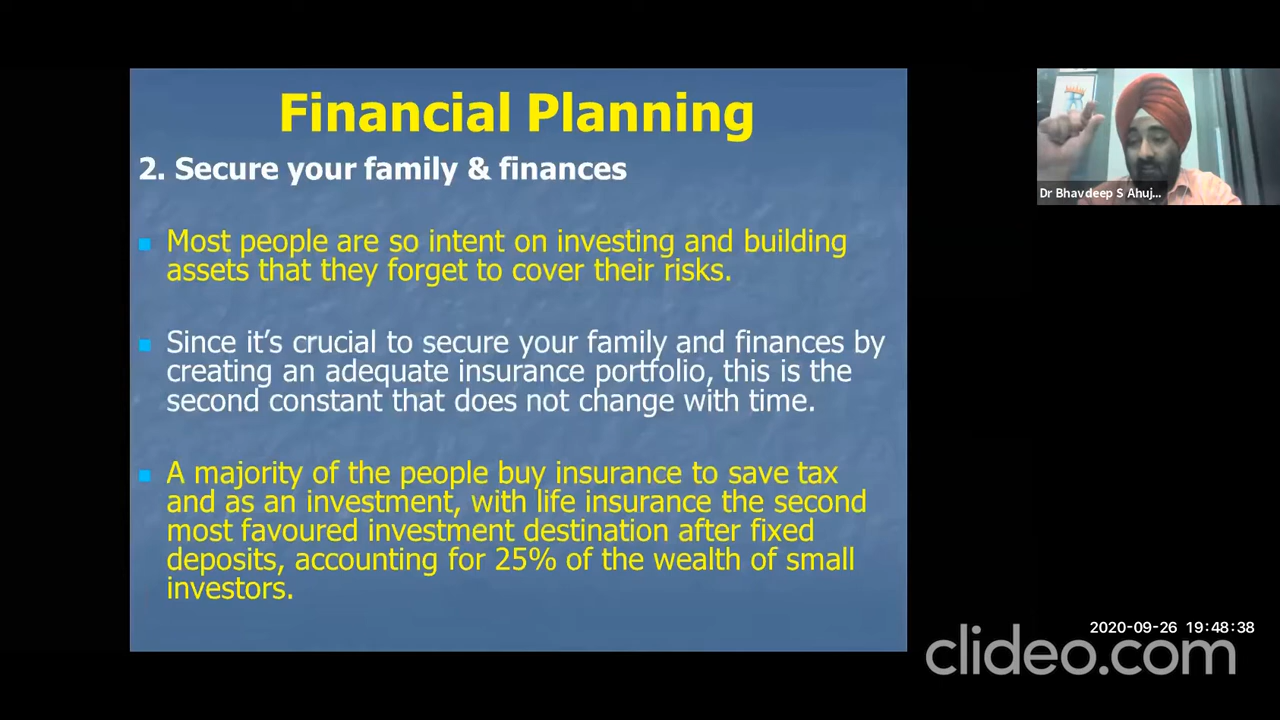 Financial Planning
2. Secure your family & finances
Most people are so intent on investing and building
assets that they forget to cover their risks.
Since it’s crucial to secure your family and finances by
creating an adequate insurance portfolio, this is the
second constant that does not change with time.
A majority of the people buy insurance to save tax
and as an investment, with life insurance the second
most favoured investment destination after fixed
deposits, accounting for 25% of the wealth of small
investors.
Dr Bhavdeep S Ahuj...
2020-09-26 19:48:38
clideo.com